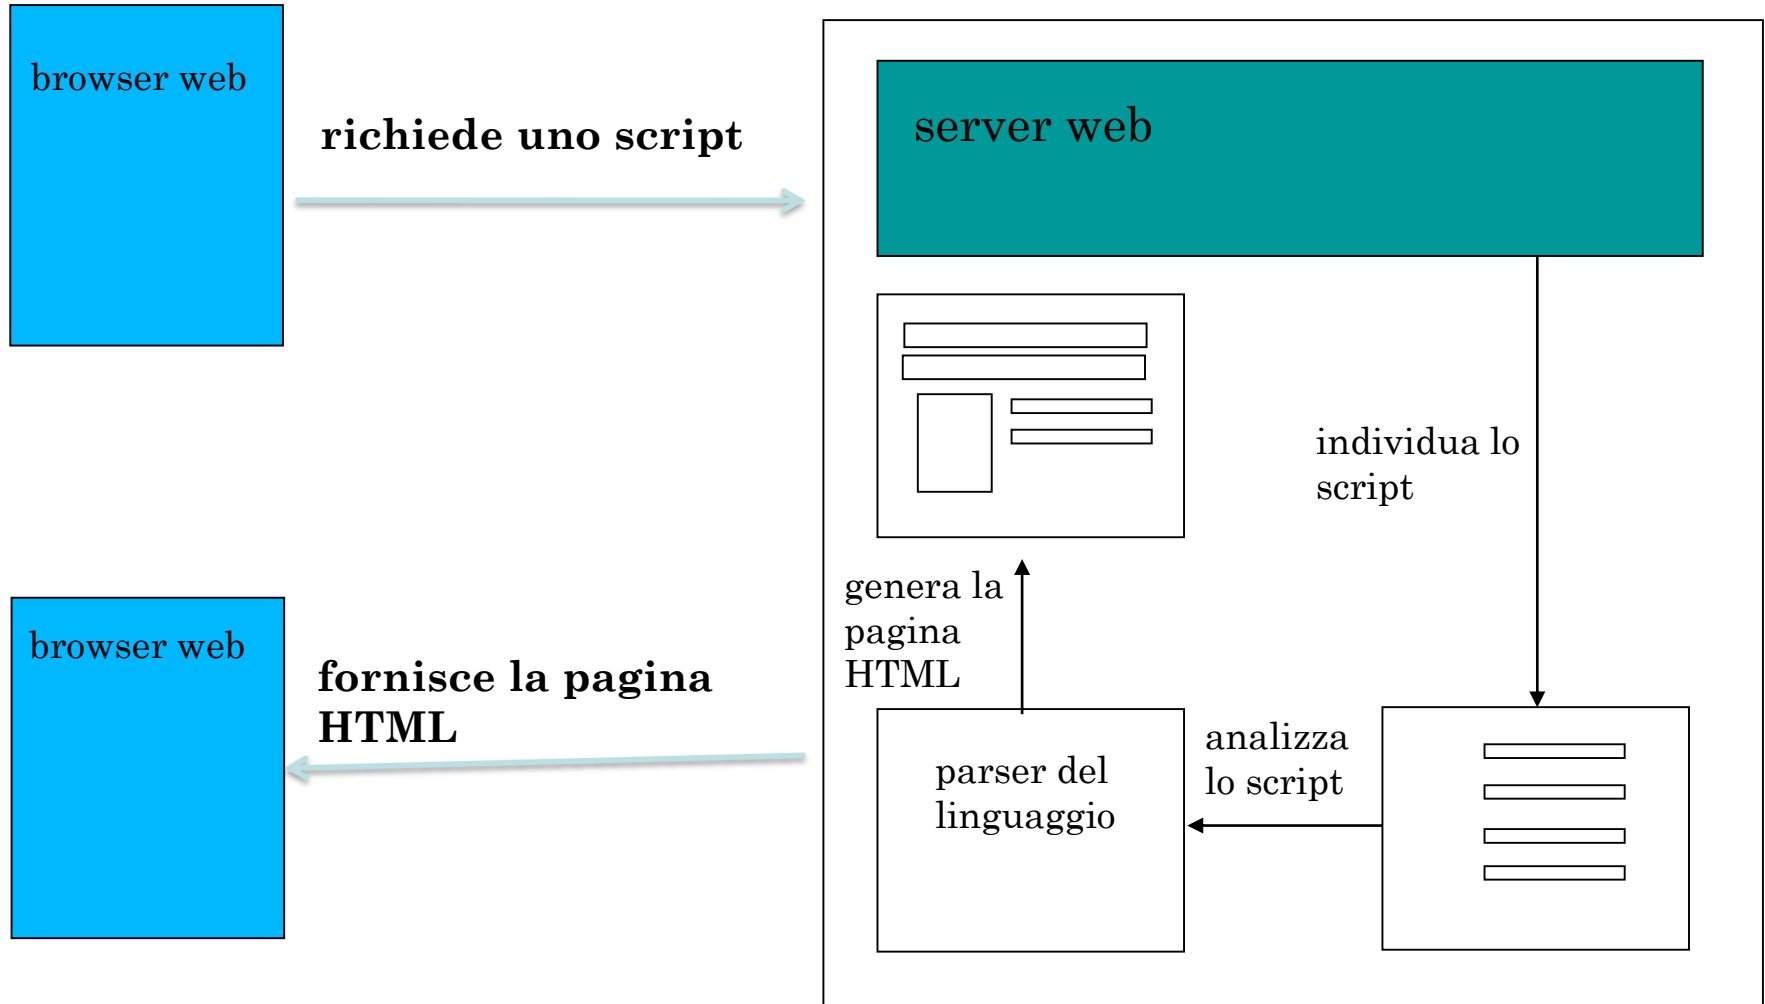 browser web
richiede uno script
server web
individua lo
script
genera la
pagina
HTML
browser web
fornisce la pagina
HTML
analizza
lo script
parser del
linguaggio